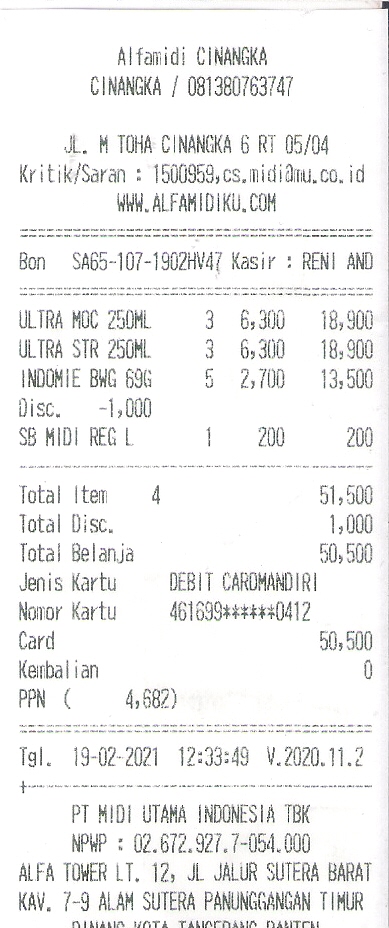 Alfamidi CINANGKA
CINANGKA / 081380763747
JL. M TOHA CINANGKA 6 RT 05/04
Kritik/Saran : 1500959,cs.midi@mu.co.id
WWW.ALFAMIDIKU.COM
Bon SA65-107-1902HV47 Kasir : RENI AND
ULTRA MOC 250ML 3 6,300 18,900
ULTRA STR 250ML 3 6,300 18,900
INDOMIE BWG 69G 5 2,700 13,500
Disc. -1,000
SB MIDI REG L 1 200 200
Total Item 4 51,500
Total Disc. 1,000
Total Belanja 50,500
Jenis Kartu DEBIT CAROMANDIRI
Nomor Kartu 461699******0412
Card 50,500
Kembalian 0
PPN ( 4,682)
Tgl. 19-02-2021 12:33:49 V.2020.11.2
PT MIDI UTAMA INDONESIA TBK
NPWP : 02.672.927.7-054.000
ALFA TOWER LT. 12, JL JALUR SUTERA BARAT
KAV. 7-9 ALAM SUTERA PANUNGGANGAN TIMUR
PINANG KOTA TANGERANG BANTEN